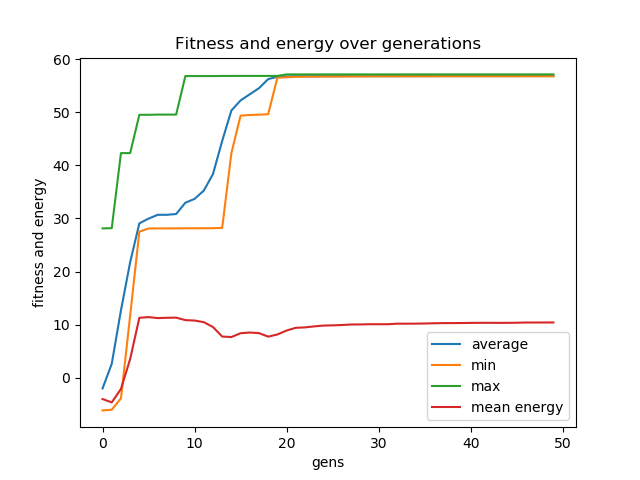 Fitness and energy over generations
60
50
40
30
20
10
0
fitness and energy
0 10 20 30 40 50
gens
average
min
max
mean energy